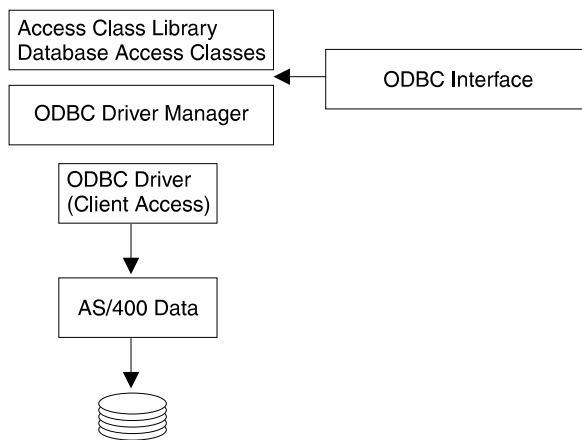 Access Class Library
Database Access Classes
ODBC Interface
ODBC Driver Manager
ODBC Driver
(Client Access)
AS/400 Data